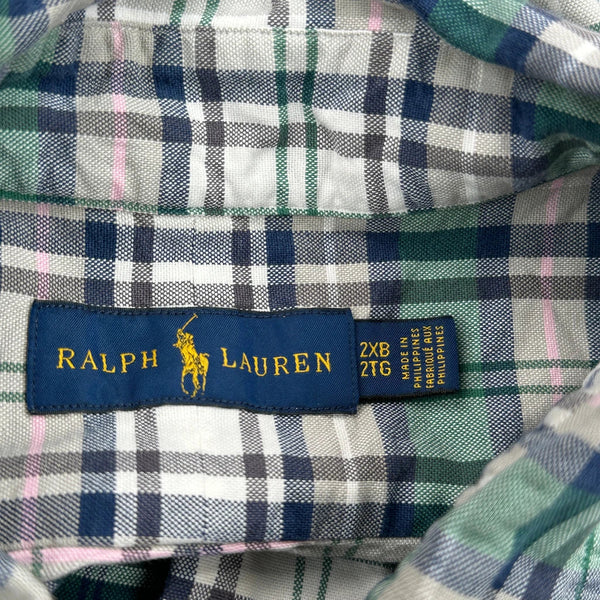 RALPH LAUREN
2XB
2TG
MADE IN
PHILIPPINES
FABRIQUÉ AUX
PHILIPPINES